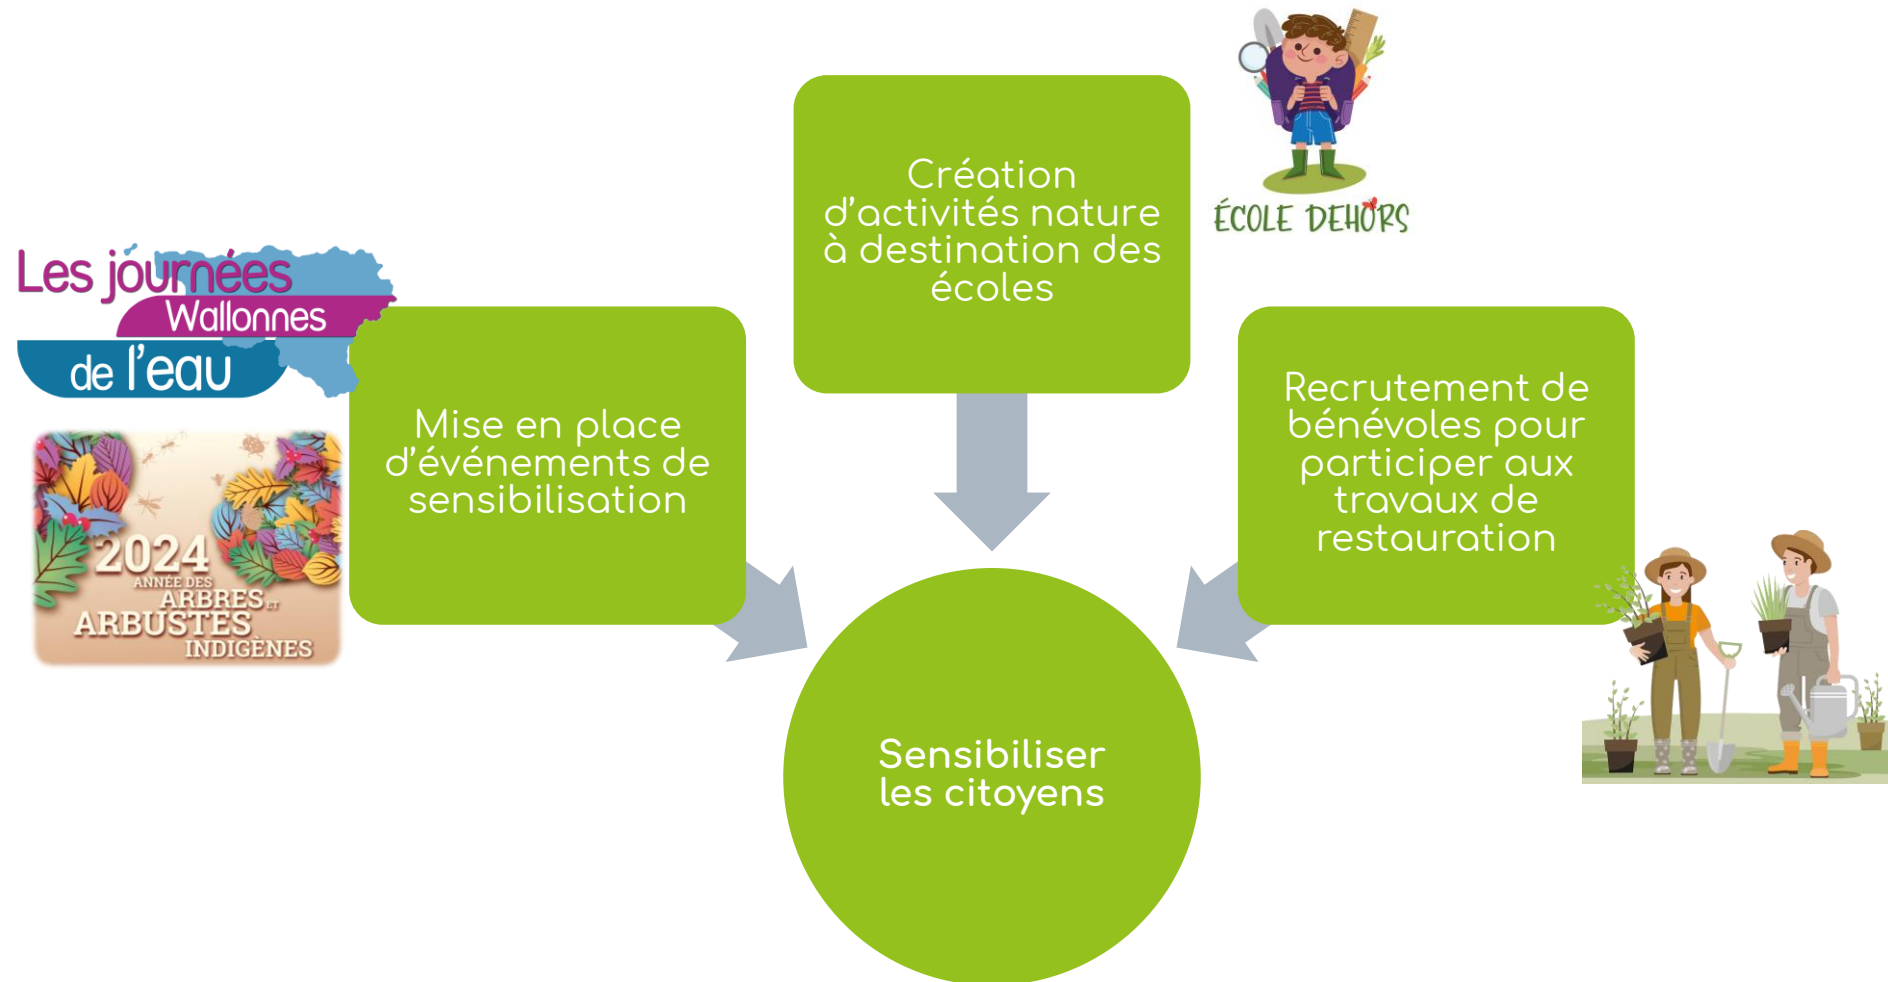 Création
d’activités nature
à destination des
écoles
ÉCOLE DEHORS
Les journées
Wallonnes
de l’eau
Mise en place
d’événements de
sensibilisation
2024
ANNÉE DES
ARBRES ET
ARBUSTES
INDIGÈNES
Recrutement de
bénévoles pour
participer aux
travaux de
restauration
Sensibiliser
les citoyens